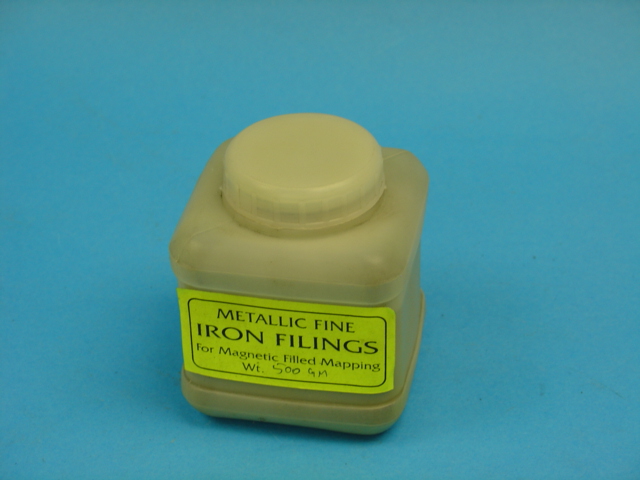 METALLIC FINE
IRON FILINGS
For Magnetic Filled Mapping
Wt. 500 GM